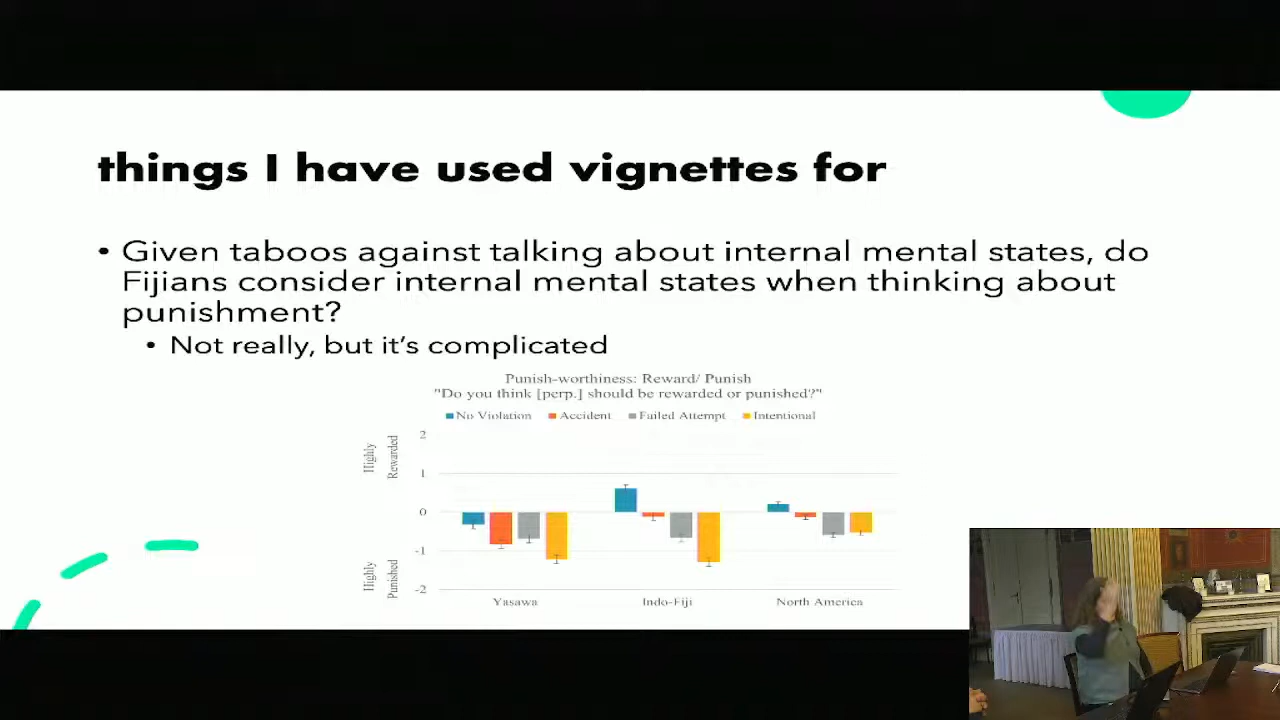 things I have used vignettes for
• Given taboos against talking about internal mental states, do
Fijians consider internal mental states when thinking about
punishment?
• Not really, but it's complicated
Punish-worthiness: Reward/ Punish
"Do you think [perp.] should be rewarded or punished?"
No Violation Accident Failed Attempt Intentional
Highly Rewarded
2
1
0
-1
-2
Highly Punished
Yasawa Indo-Fiji North America